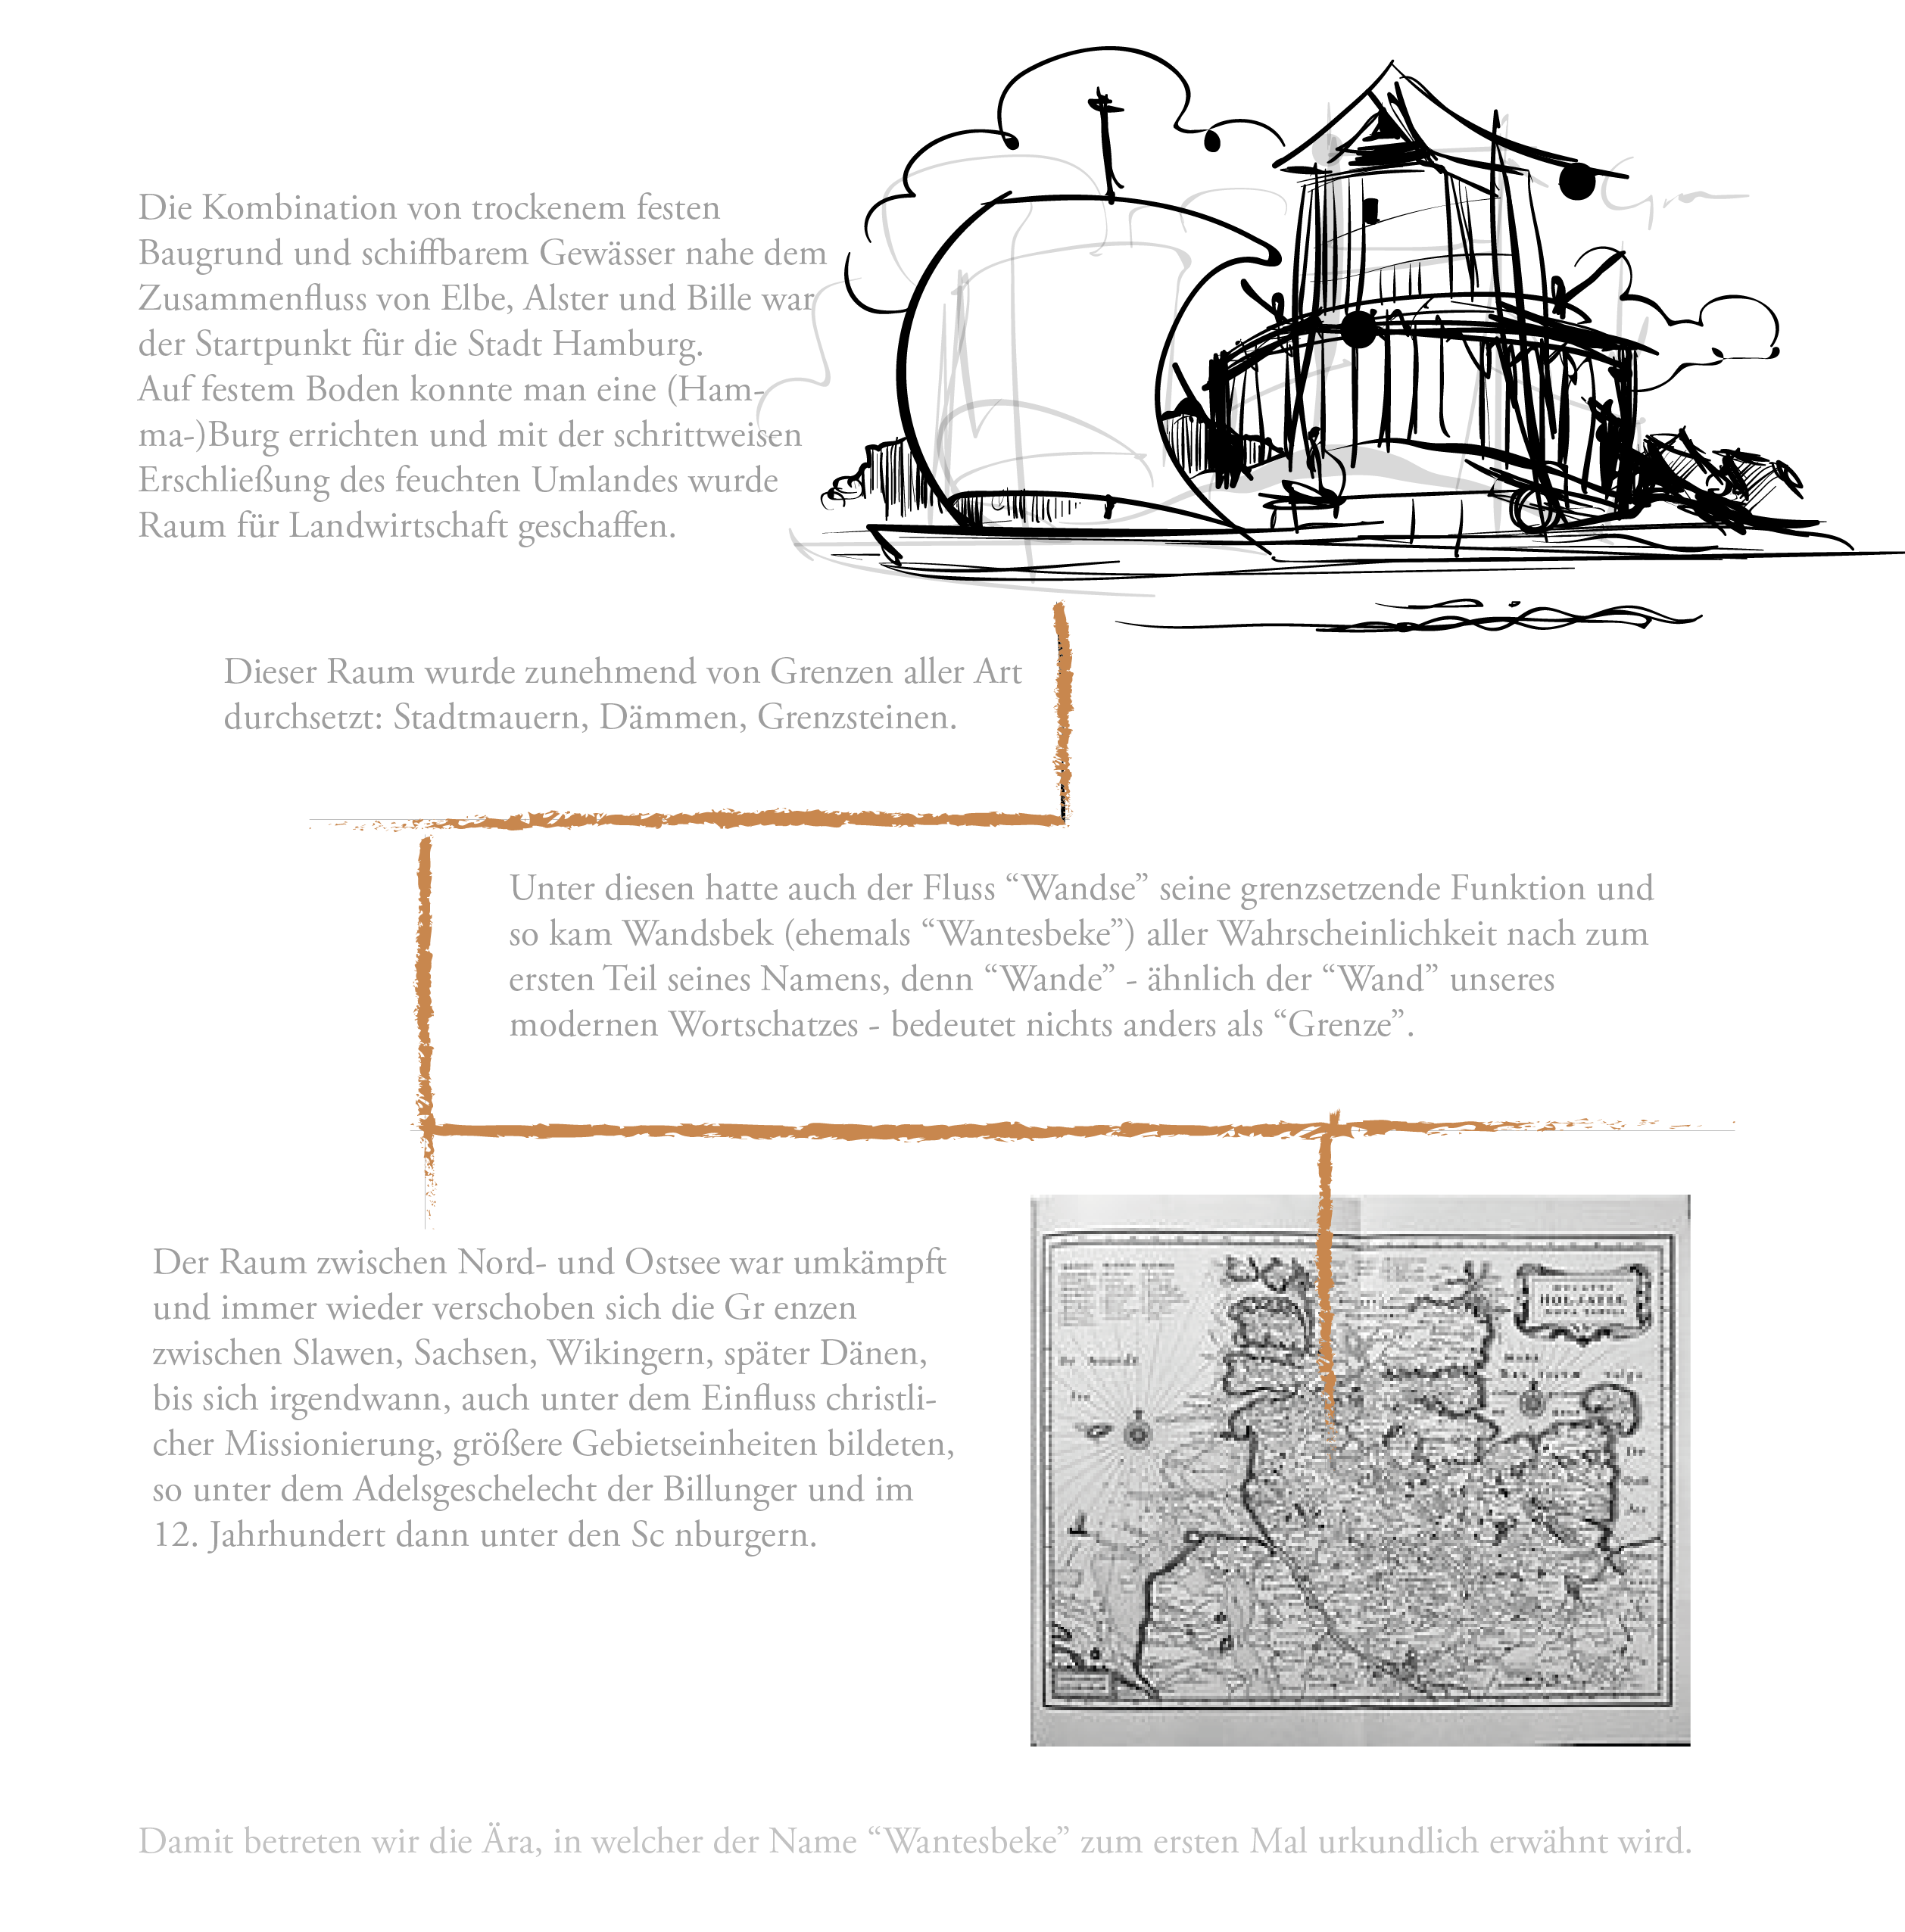 Die Kombination von trockenem festen
Baugrund und schiffbarem Gewässer nahe dem
Zusammenfluss von Elbe, Alster und Bille war
der Startpunkt für die Stadt Hamburg.
Auf festem Boden konnte man eine (Ham-
ma-)Burg errichten und mit der schrittweisen
Erschließung des feuchten Umlandes wurde
Raum für Landwirtschaft geschaffen.
Dieser Raum wurde zunehmend von Grenzen aller Art
durchsetzt: Stadtmauern, Dämmen, Grenzsteinen.
Unter diesen hatte auch der Fluss “Wandse” seine grenzsetzende Funktion und
so kam Wandsbek (ehemals “Wantesbeke”) aller Wahrscheinlichkeit nach zum
ersten Teil seines Namens, denn “Wande” - ähnlich der “Wand” unseres
modernen Wortschatzes - bedeutet nichts anders als “Grenze”.
Der Raum zwischen Nord- und Ostsee war umkämpft
und immer wieder verschoben sich die Gr enzen
zwischen Slawen, Sachsen, Wikingern, später Dänen,
bis sich irgendwann, auch unter dem Einfluss christli-
cher Missionierung, größere Gebietseinheiten bildeten,
so unter dem Adelsgeschelecht der Billunger und im
12. Jahrhundert dann unter den Sc nburgern.
Damit betreten wir die Ära, in welcher der Name “Wantesbeke” zum ersten Mal urkundlich erwähnt wird.